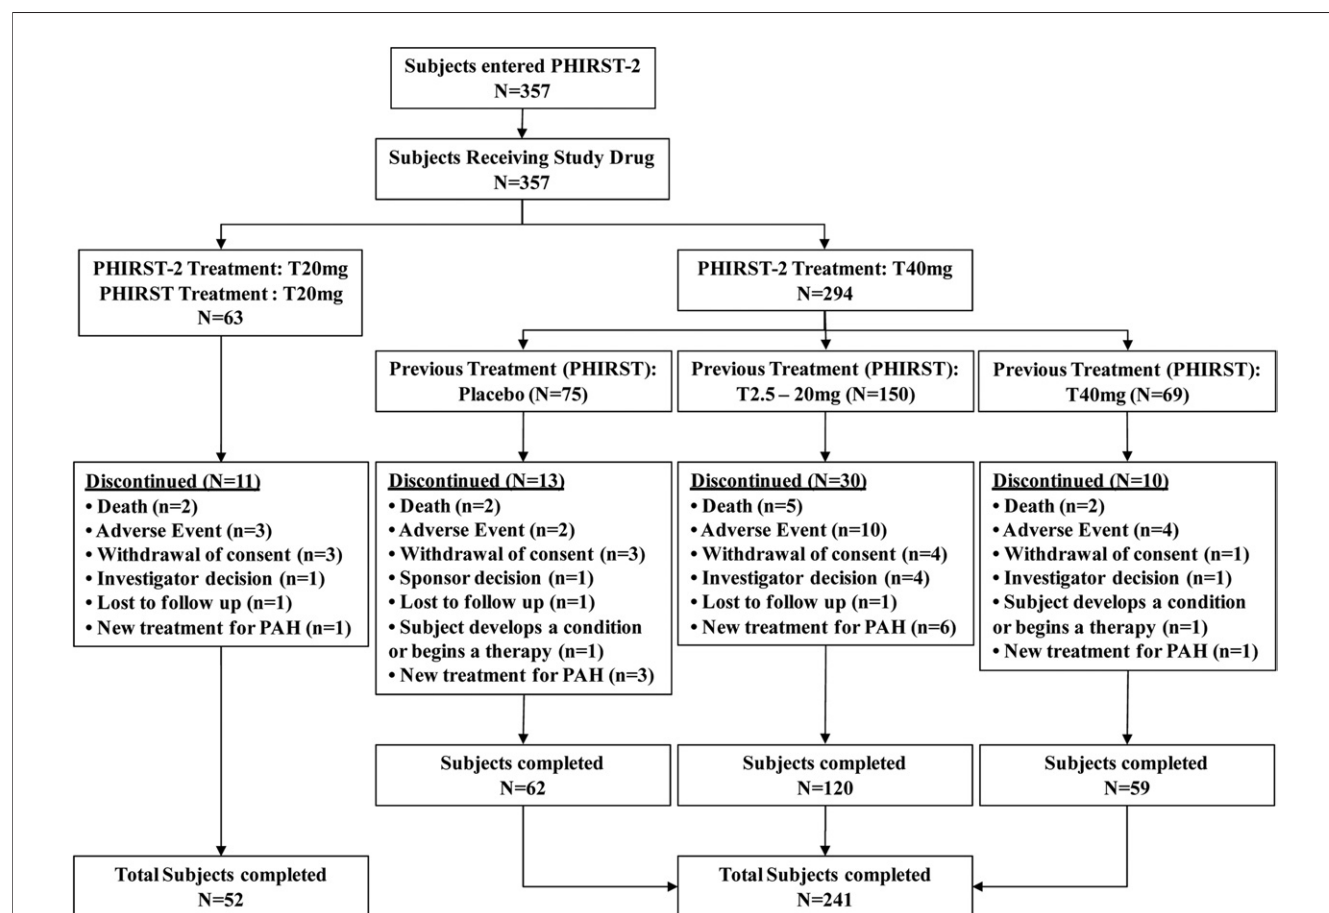 Subjects entered PHIRST-2
N=357
Subjects Receiving Study Drug
N=357
PHIRST-2 Treatment: T20mg
PHIRST Treatment : T20mg
N=63
PHIRST-2 Treatment: T40mg
N=294
Previous Treatment (PHIRST):
Placebo (N=75)
Previous Treatment (PHIRST):
T2.5 – 20mg (N=150)
Previous Treatment (PHIRST):
T40mg (N=69)
Discontinued (N=11)
• Death (n=2)
• Adverse Event (n=3)
• Withdrawal of consent (n=3)
• Investigator decision (n=1)
• Lost to follow up (n=1)
• New treatment for PAH (n=1)
Discontinued (N=13)
• Death (n=2)
• Adverse Event (n=2)
• Withdrawal of consent (n=3)
• Sponsor decision (n=1)
• Lost to follow up (n=1)
• Subject develops a condition
or begins a therapy (n=1)
• New treatment for PAH (n=3)
Discontinued (N=30)
• Death (n=5)
• Adverse Event (n=10)
• Withdrawal of consent (n=4)
• Investigator decision (n=4)
• Lost to follow up (n=1)
• New treatment for PAH (n=6)
Discontinued (N=10)
• Death (n=2)
• Adverse Event (n=4)
• Withdrawal of consent (n=1)
• Investigator decision (n=1)
• Subject develops a condition
or begins a therapy (n=1)
• New treatment for PAH (n=1)
Subjects completed
N=62
Subjects completed
N=120
Subjects completed
N=59
Total Subjects completed
N=52
Total Subjects completed
N=241